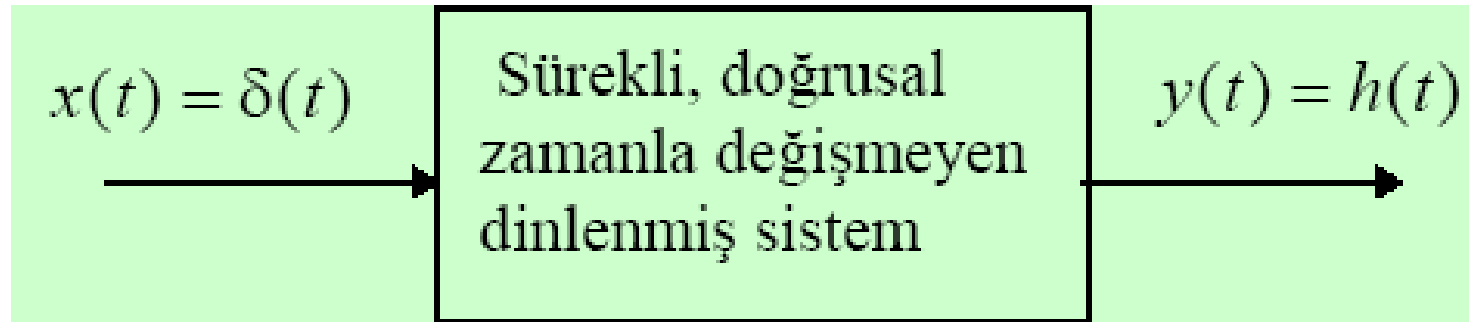 x(t) = δ(t)
Sürekli, doğrusal
zamanla değişmeyen
dinlenmiş sistem
y(t) = h(t)